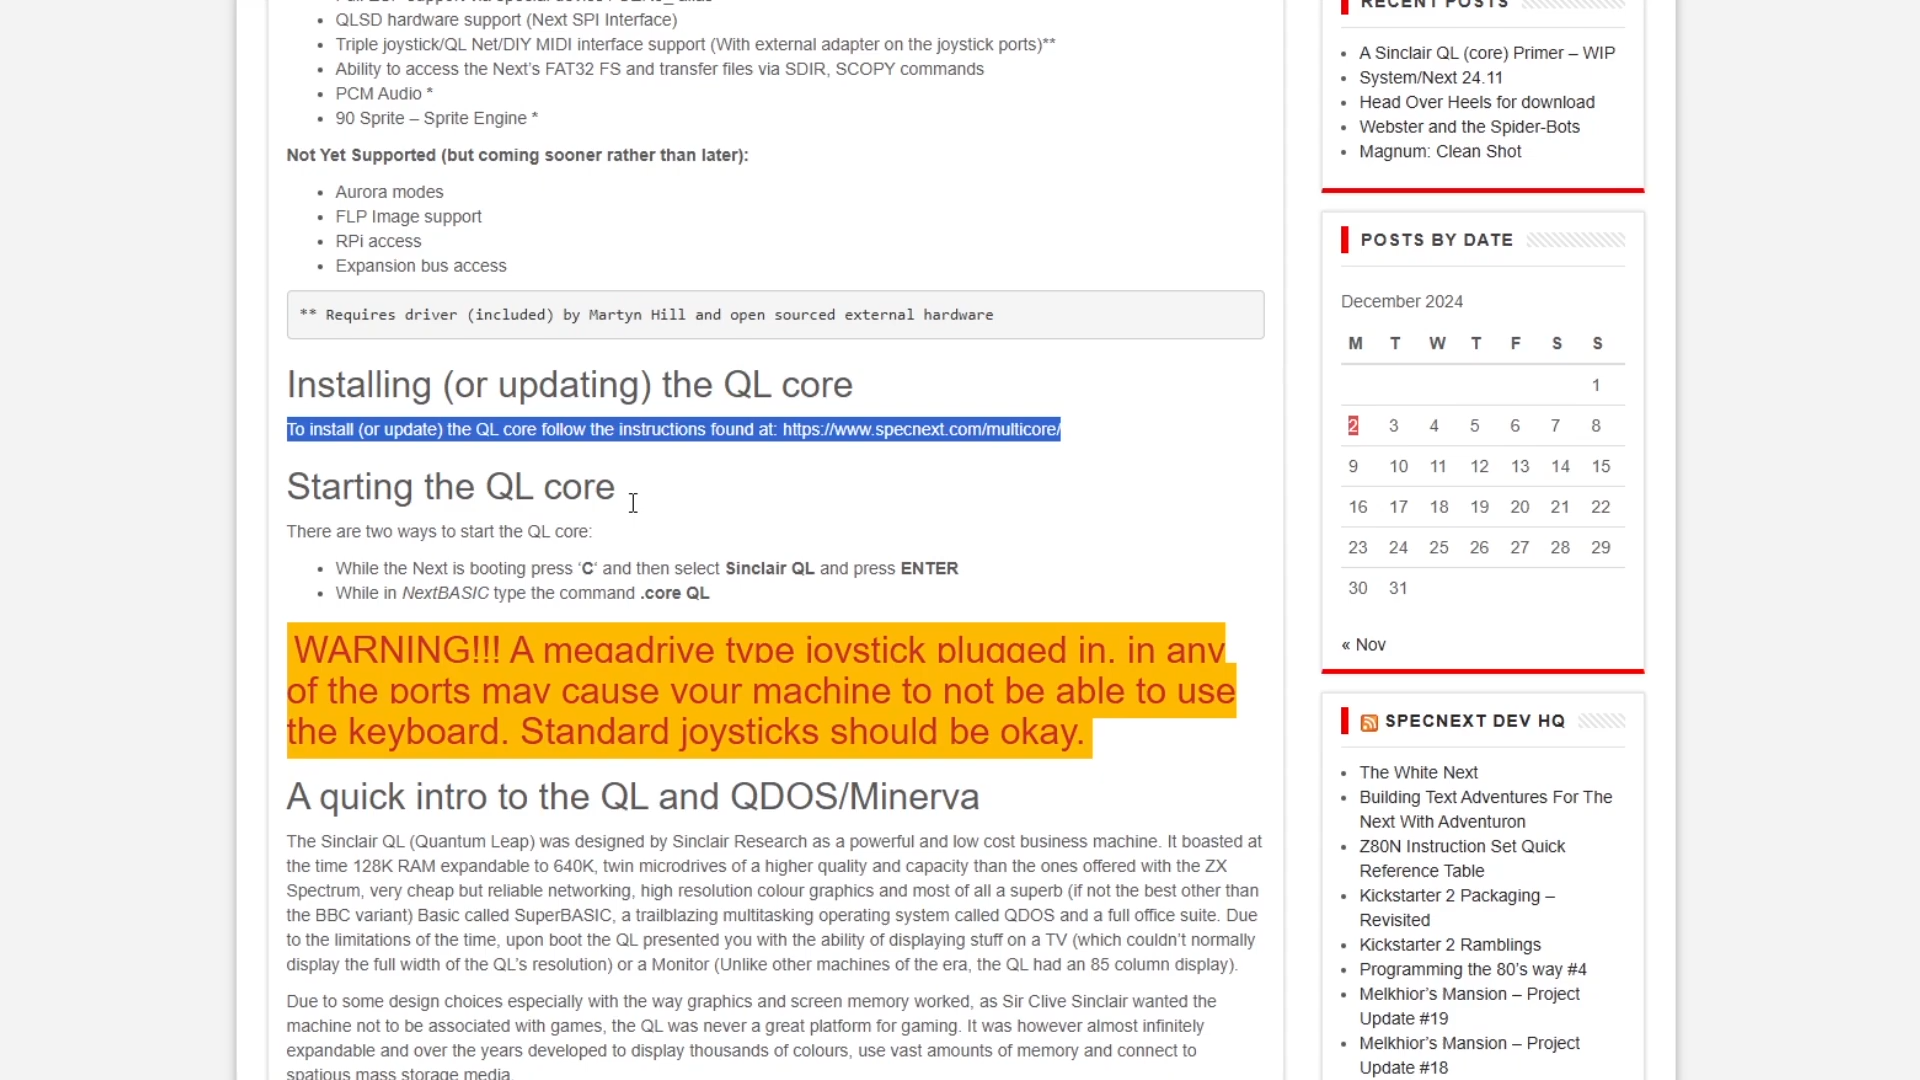 QLSD hardware support (Next SPI Interface)
Triple joystick/QL Net/DIY MIDI interface support (With external adapter on the joystick ports)**
Ability to access the Next's FAT32 FS and transfer files via SDIR, SCOPY commands
PCM Audio *
90 Sprite – Sprite Engine *
Not Yet Supported (but coming sooner rather than later):
Aurora modes
FLP Image support
RPi access
Expansion bus access
** Requires driver (included) by Martyn Hill and open sourced external hardware
Installing (or updating) the QL core
To install (or update) the QL core follow the instructions found at: https://www.specnext.com/multicore/
Starting the QL core
There are two ways to start the QL core:
While the Next is booting press ‘C‘ and then select Sinclair QL and press ENTER
While in NextBASIC type the command .core QL
WARNING!!! A megadrive type joystick plugged in, in any
of the ports may cause your machine to not be able to use
the keyboard. Standard joysticks should be okay.
A quick intro to the QL and QDOS/Minerva
The Sinclair QL (Quantum Leap) was designed by Sinclair Research as a powerful and low cost business machine. It boasted at
the time 128K RAM expandable to 640K, twin microdrives of a higher quality and capacity than the ones offered with the ZX
Spectrum, very cheap but reliable networking, high resolution colour graphics and most of all a superb (if not the best other than
the BBC variant) Basic called SuperBASIC, a trailblazing multitasking operating system called QDOS and a full office suite. Due
to the limitations of the time, upon boot the QL presented you with the ability of displaying stuff on a TV (which couldn't normally
display the full width of the QL's resolution) or a Monitor (Unlike other machines of the era, the QL had an 85 column display).
Due to some design choices especially with the way graphics and screen memory worked, as Sir Clive Sinclair wanted the
machine not to be associated with games, the QL was never a great platform for gaming. It was however almost infinitely
expandable and over the years developed to display thousands of colours, use vast amounts of memory and connect to
spatious mass storage media.
RECENT POSTS
A Sinclair QL (core) Primer – WIP
System/Next 24.11
Head Over Heels for download
Webster and the Spider-Bots
Magnum: Clean Shot
POSTS BY DATE
December 2024
M T W T F S S
1
2 3 4 5 6 7 8
9 10 11 12 13 14 15
16 17 18 19 20 21 22
23 24 25 26 27 28 29
30 31
« Nov
SPECNEXT DEV HQ
The White Next
Building Text Adventures For The
Next With Adventuron
Z80N Instruction Set Quick
Reference Table
Kickstarter 2 Packaging –
Revisited
Kickstarter 2 Ramblings
Programming the 80's way #4
Melkhior's Mansion – Project
Update #19
Melkhior's Mansion – Project
Update #18